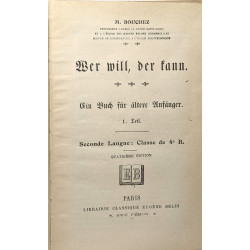 M. BOUCHEZ
Wer will, der kann.
Ein Buch für ältere Anfänger.
1. Teil.
Seconde Langue: Classe de 4e B.
QUATRIÈME ÉDITION
EB
PARIS
LIBRAIRIE CLASSIQUE EUGÈNE BELIN